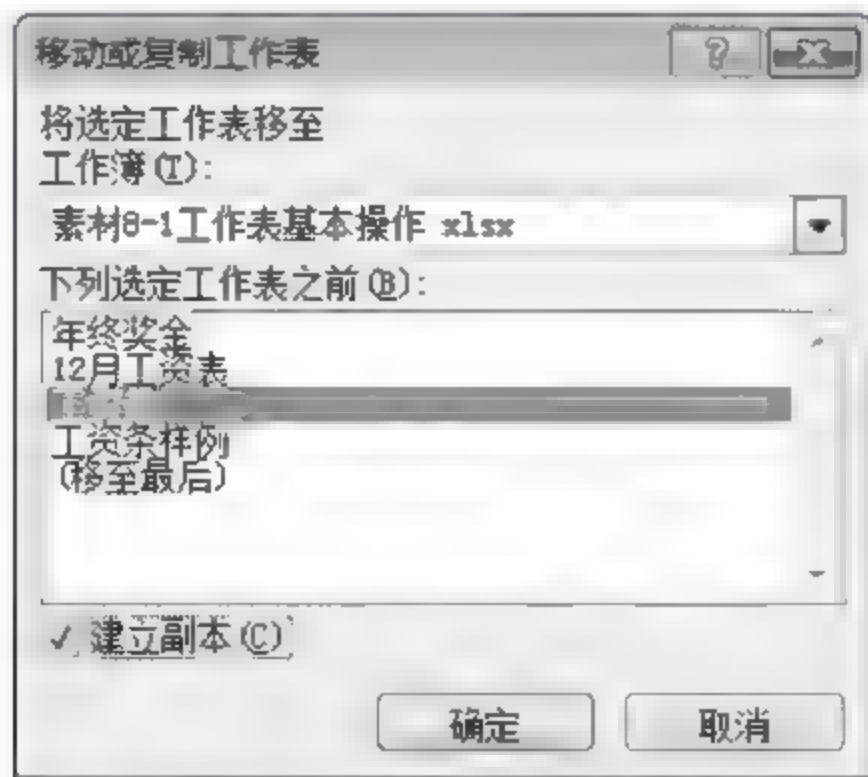 移动或复制工作表
将选定工作表移至
工作簿(T):
素材8-1工作表基本操作 xlsx
下列选定工作表之前(B):
年终奖金
12月工资表
工资条样例
(移至最后)
✓ 建立副本(C)
确定 取消